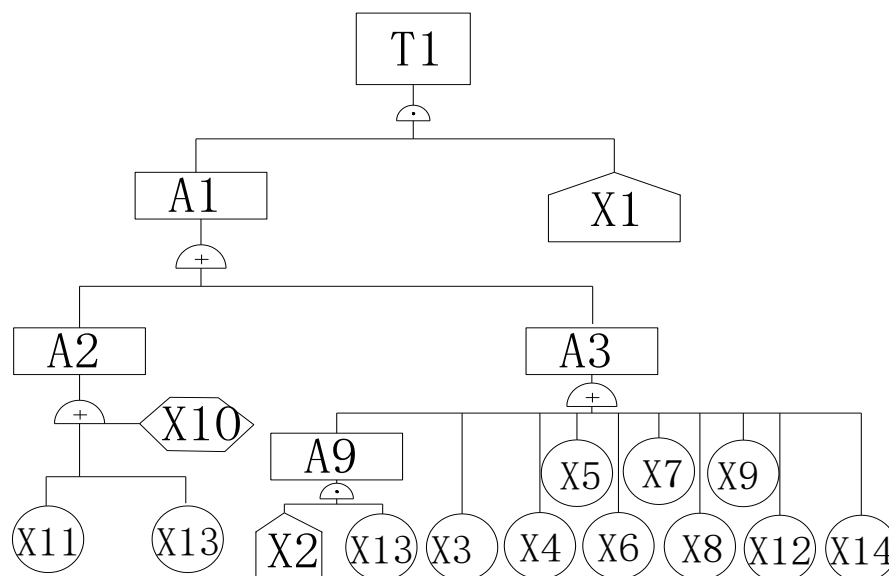 T1
·
A1
X1
+
A2
A3
+
X10
+
A9
X5
X7
X9
·
X11
X13
X2
X13
X3
X4
X6
X8
X12
X14